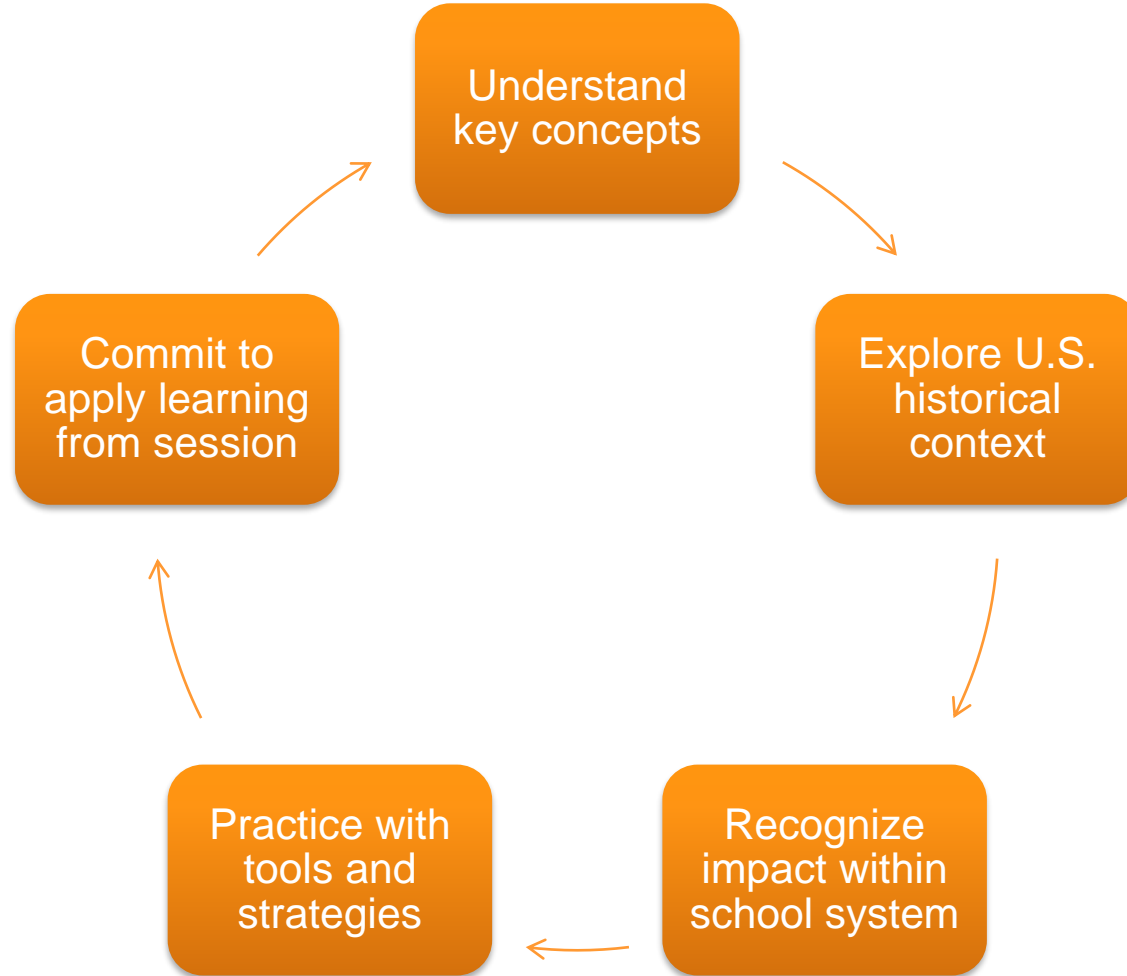 Understand
key concepts
Explore U.S.
historical
context
Recognize
impact within
school system
Practice with
tools and
strategies
Commit to
apply learning
from session